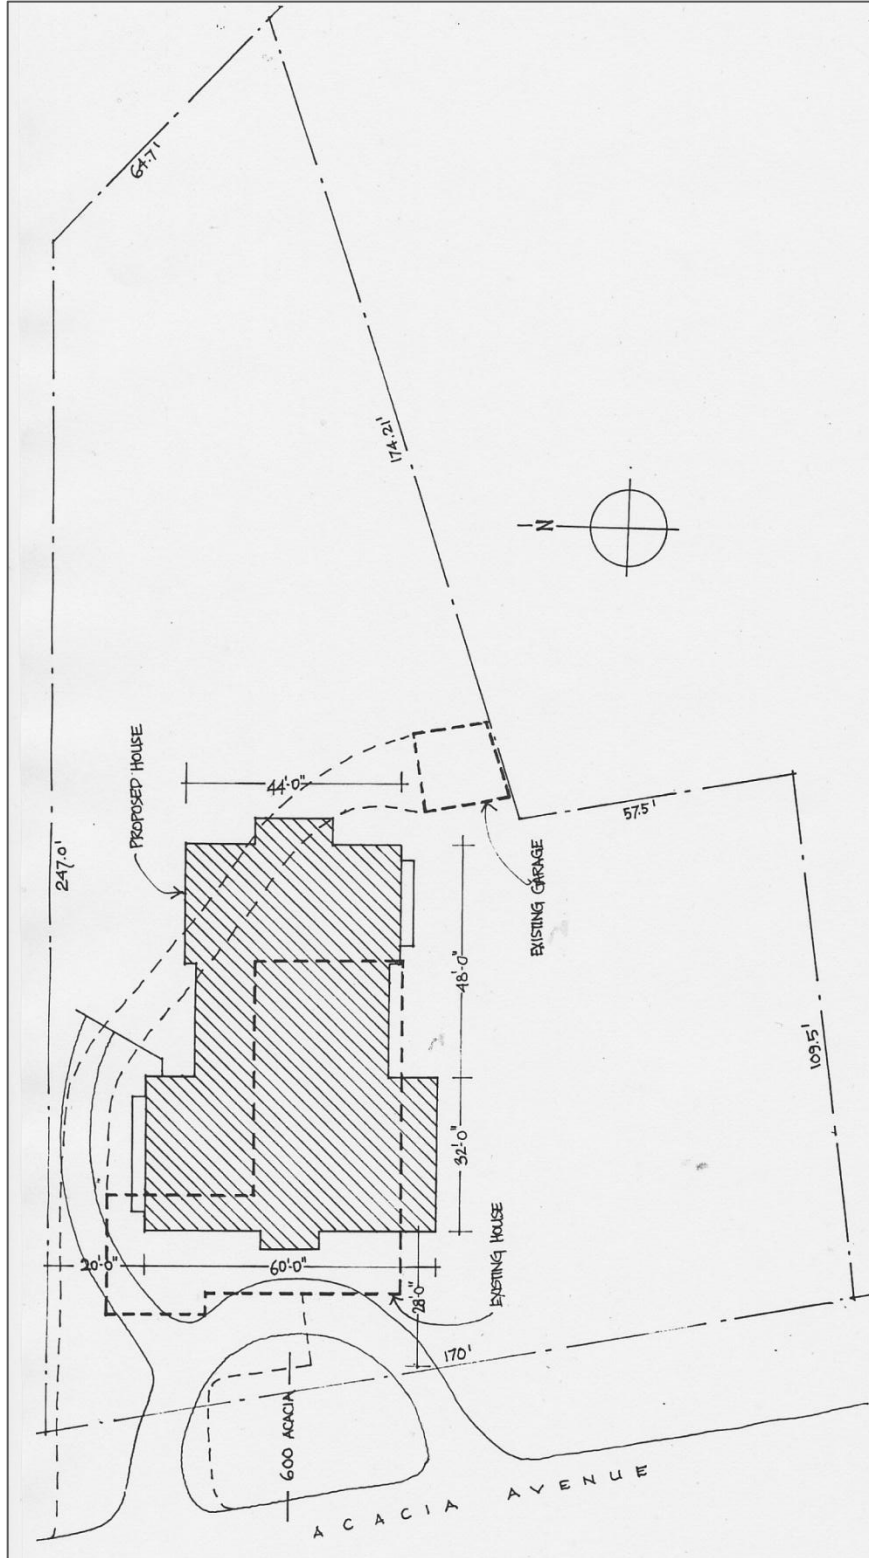 64.7'
174.21'
N
PROPOSED HOUSE
247.0'
44'-0"
57.5'
EXISTING GARAGE
48'-0"
109.5'
32'-0"
EXISTING HOUSE
20'-0"
60'-0"
28'-0"
170'
600 ACACIA
ACACIA AVENUE